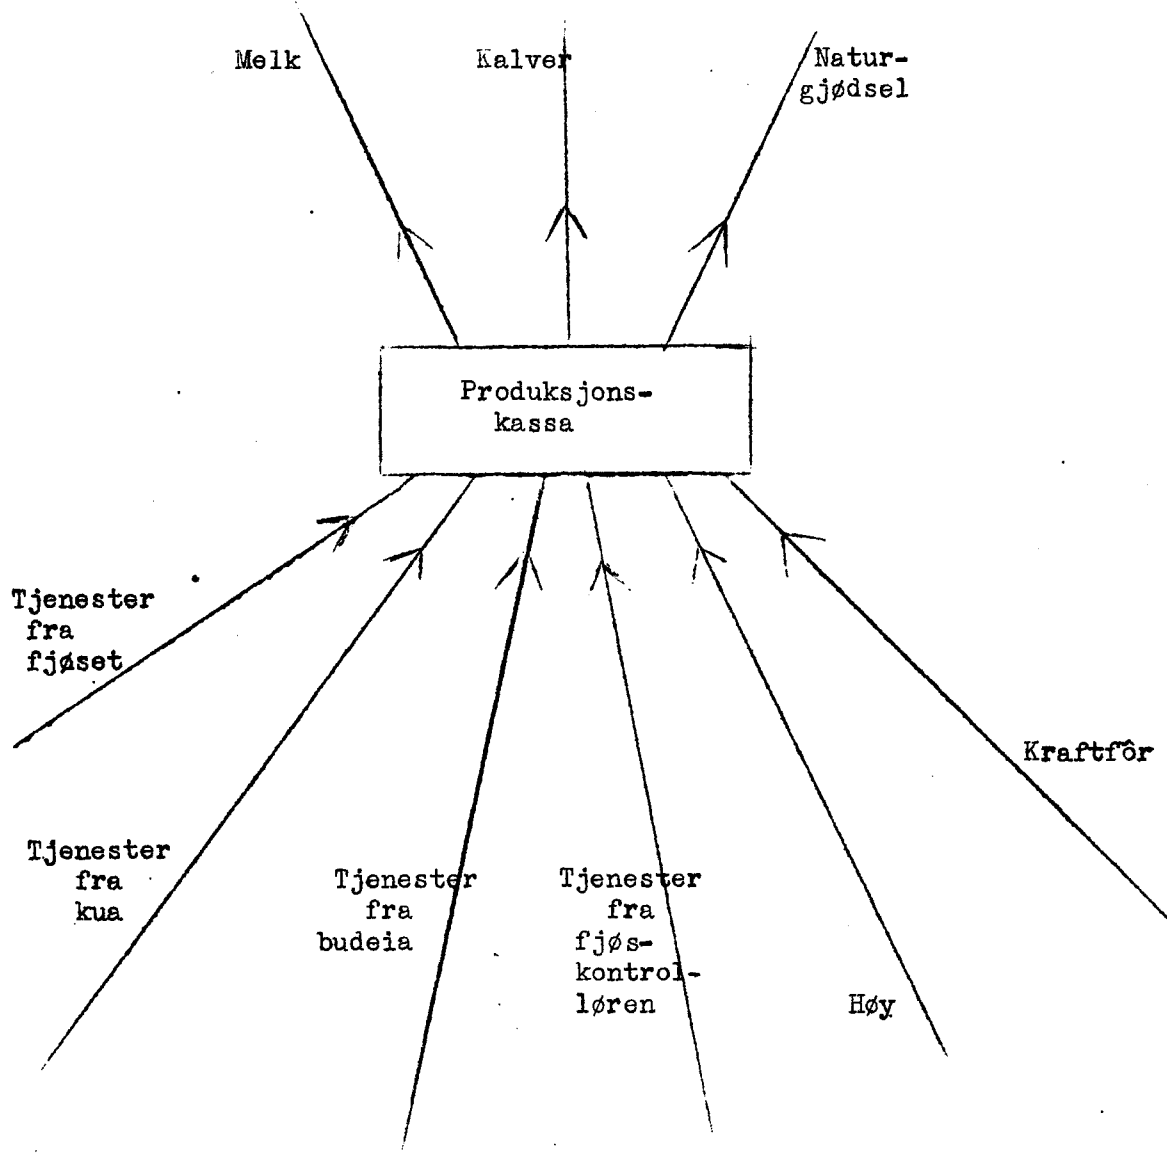 Melk
Kalver
Natur-
gjødsel
Produksjons-
kassa
Tjenester
fra
fjøset
Kraftfôr
Tjenester
fra
kua
Tjenester
fra
budeia
Tjenester
fra
fjøs-
kontrol-
løren
Høy